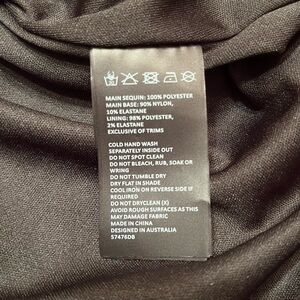 MAIN SEQUIN: 100% POLYESTER
MAIN BASE: 90% NYLON,
10% ELASTANE
LINING: 98% POLYESTER,
2% ELASTANE
EXCLUSIVE OF TRIMS
COLD HAND WASH
SEPARATELY INSIDE OUT
DO NOT SPOT CLEAN
DO NOT BLEACH, RUB, SOAK OR
WRING
DO NOT TUMBLE DRY
DRY FLAT IN SHADE
COOL IRON ON REVERSE SIDE IF
REQUIRED
DO NOT DRYCLEAN (X)
AVOID ROUGH SURFACES AS THIS
MAY DAMAGE FABRIC
MADE IN CHINA
DESIGNED IN AUSTRALIA
57476DB